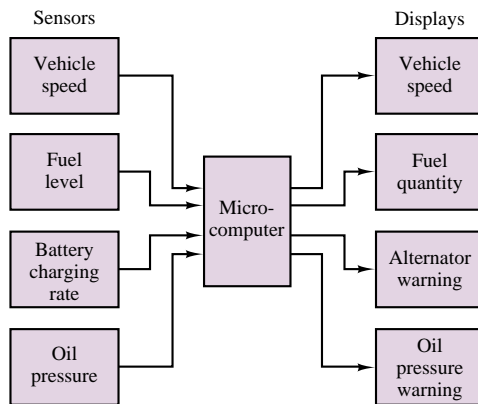 Sensors
Vehicle
speed
Fuel
level
Battery
charging
rate
Oil
pressure
Micro-
computer
Displays
Vehicle
speed
Fuel
quantity
Alternator
warning
Oil
pressure
warning